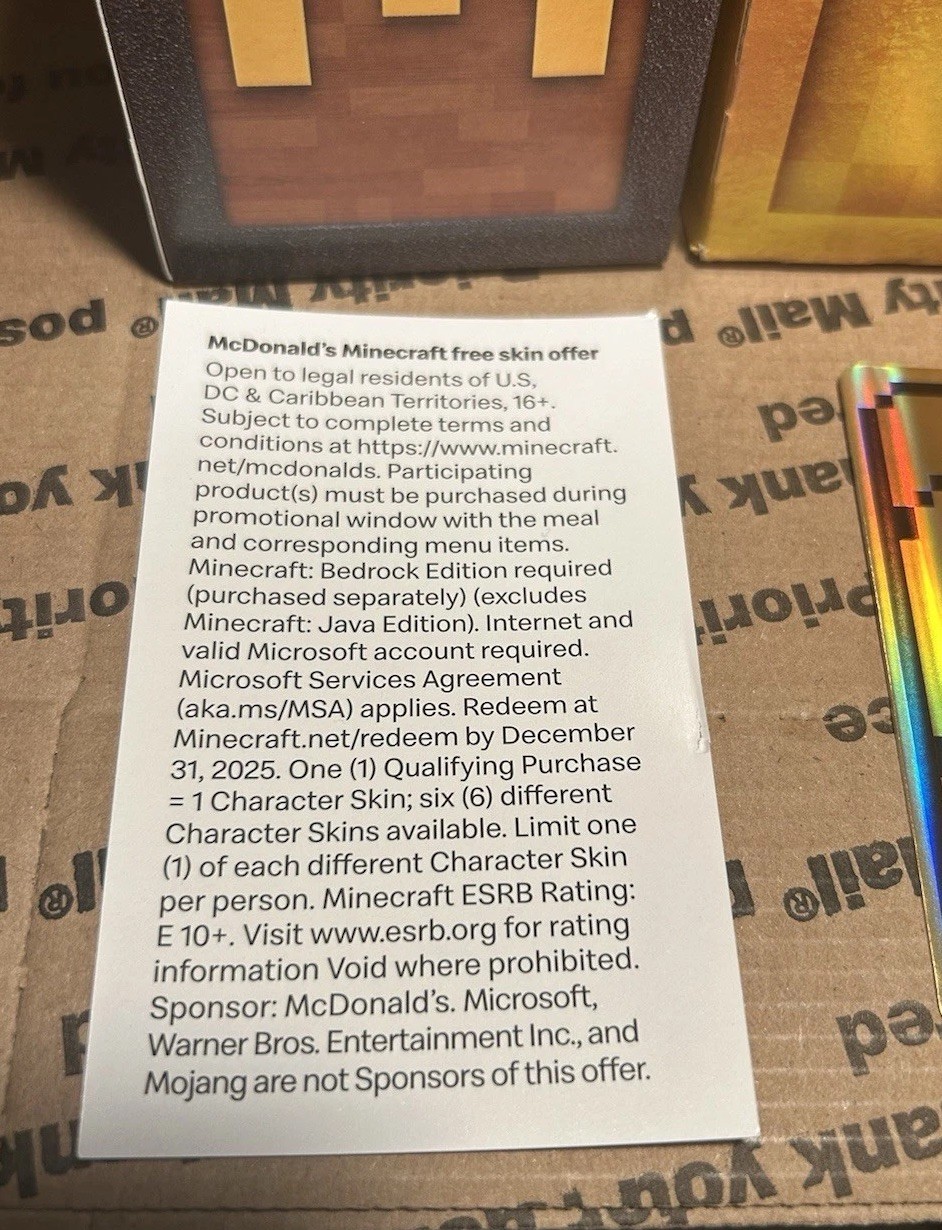 McDonald's Minecraft free skin offer
Open to legal residents of U.S,
DC & Caribbean Territories, 16+.
Subject to complete terms and
conditions at https://www.minecraft.
net/mcdonalds. Participating
product(s) must be purchased during
promotional window with the meal
and corresponding menu items.
Minecraft: Bedrock Edition required
(purchased separately) (excludes
Minecraft: Java Edition). Internet and
valid Microsoft account required.
Microsoft Services Agreement
(aka.ms/MSA) applies. Redeem at
Minecraft.net/redeem by December
31, 2025. One (1) Qualifying Purchase
= 1 Character Skin; six (6) different
Character Skins available. Limit one
(1) of each different Character Skin
per person. Minecraft ESRB Rating:
E 10+. Visit www.esrb.org for rating
information Void where prohibited.
Sponsor: McDonald's. Microsoft,
Warner Bros. Entertainment Inc., and
Mojang are not Sponsors of this offer.
Priority Mail®
Mail®
Mail®
ank you